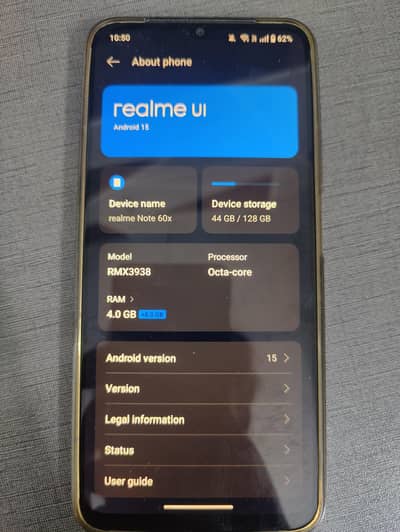 10:50
62%
About phone
realme UI
Android 15
Device name
realme Note 60x
Device storage
44 GB / 128 GB
Model
RMX3938
Processor
Octa-core
RAM
4.0 GB
Android version
15
Version
Legal information
Status
User guide